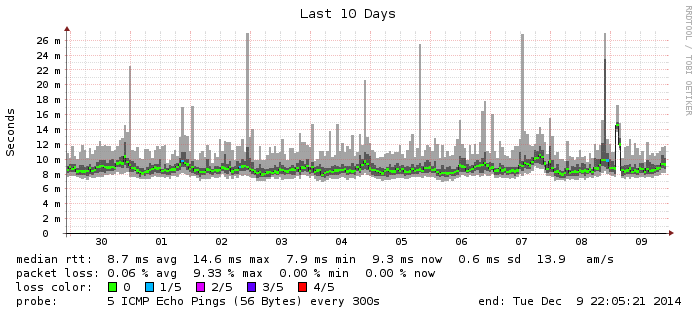 Last 10 Days
RRDTOOL / TOBI OETIKER
Seconds
26 m
24 m
22 m
20 m
18 m
16 m
14 m
12 m
10 m
8 m
6 m
4 m
2 m
0
30 01 02 03 04 05 06 07 08 09
median rtt: 8.7 ms avg 14.6 ms max 7.9 ms min 9.3 ms now 0.6 ms sd 13.9 am/s
packet loss: 0.06 % avg 9.33 % max 0.00 % min 0.00 % now
loss color: 0 1/5 2/5 3/5 4/5
probe: 5 ICMP Echo Pings (56 Bytes) every 300s end: Tue Dec 9 22:05:21 2014